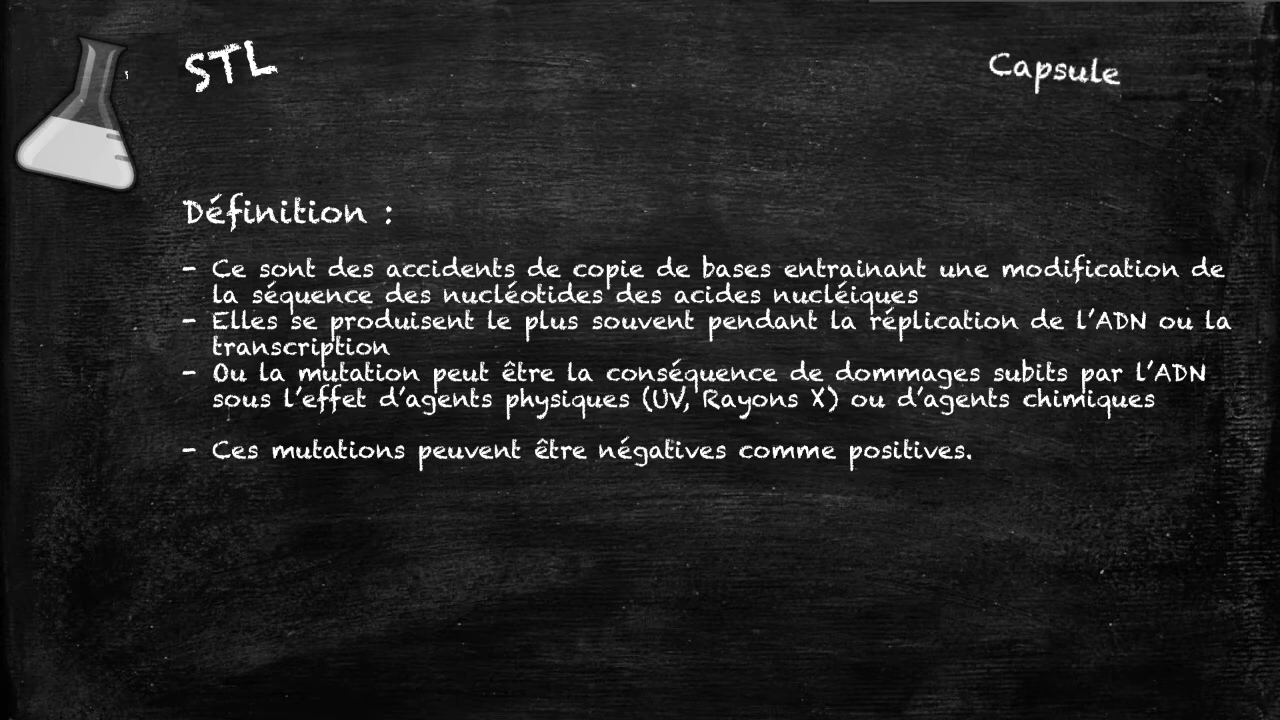 STL
Capsule
Définition :
- Ce sont des accidents de copie de bases entrainant une modification de
la séquence des nucléotides des acides nucléiques
- Elles se produisent le plus souvent pendant la réplication de l'ADN ou la
transcription
- Ou la mutation peut être la conséquence de dommages subits par l'ADN
sous l'effet d'agents physiques (UV, Rayons X) ou d'agents chimiques
- Ces mutations peuvent être négatives comme positives.